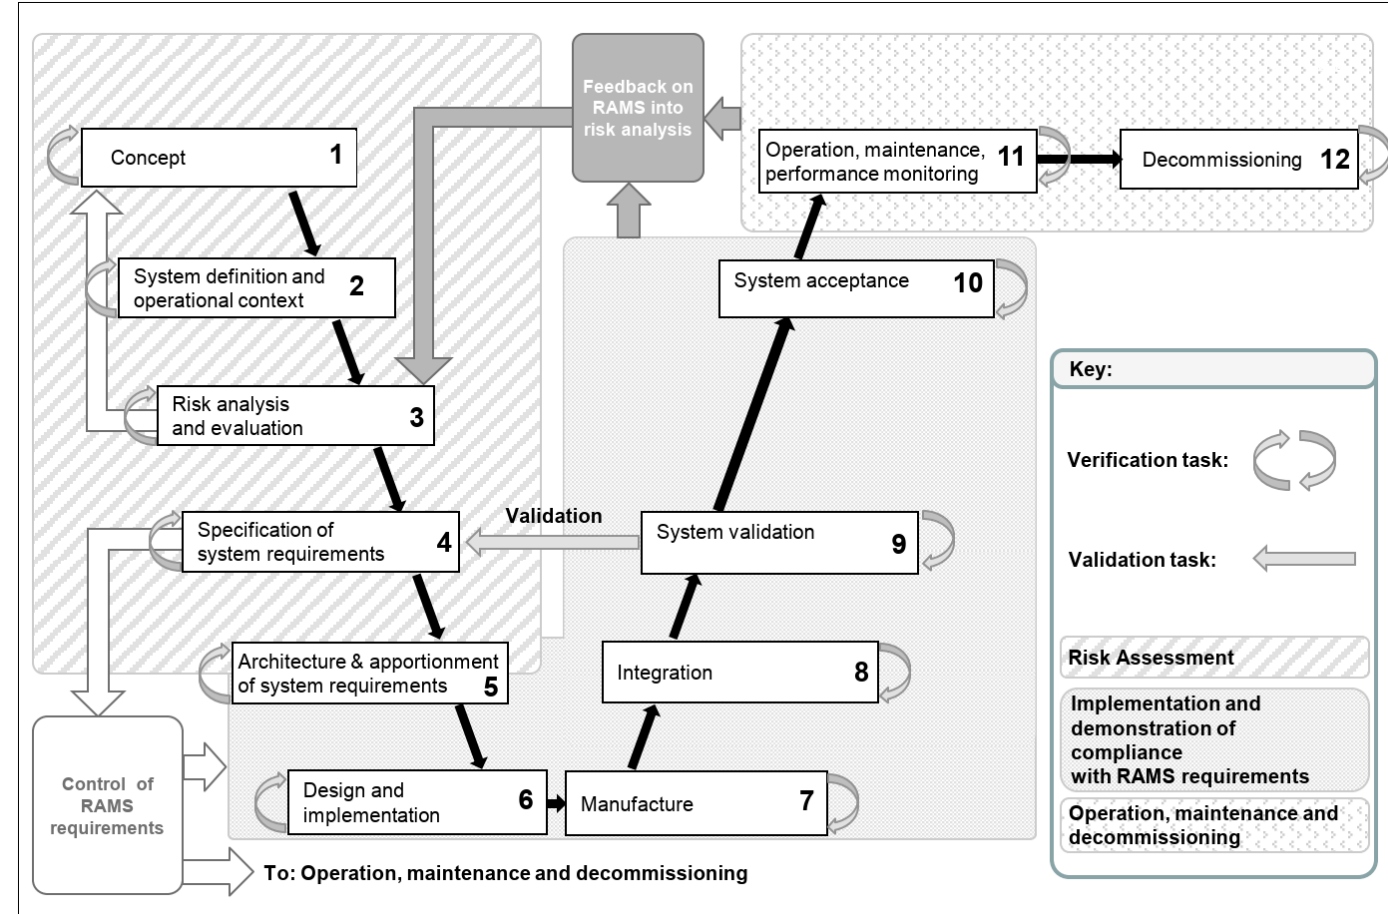 Feedback on
RAMS into
risk analysis
Concept 1
Operation, maintenance, 11
performance monitoring
Decommissioning 12
System definition and 2
operational context
System acceptance 10
Risk analysis 3
and evaluation
Key:
Verification task:
Validation task:
Specification of 4
system requirements
Validation
System validation 9
Architecture & apportionment
of system requirements 5
Integration 8
Risk Assessment
Implementation and
demonstration of
compliance
with RAMS requirements
Operation, maintenance and
decommissioning
Control of
RAMS
requirements
Design and 6
implementation
Manufacture 7
To: Operation, maintenance and decommissioning